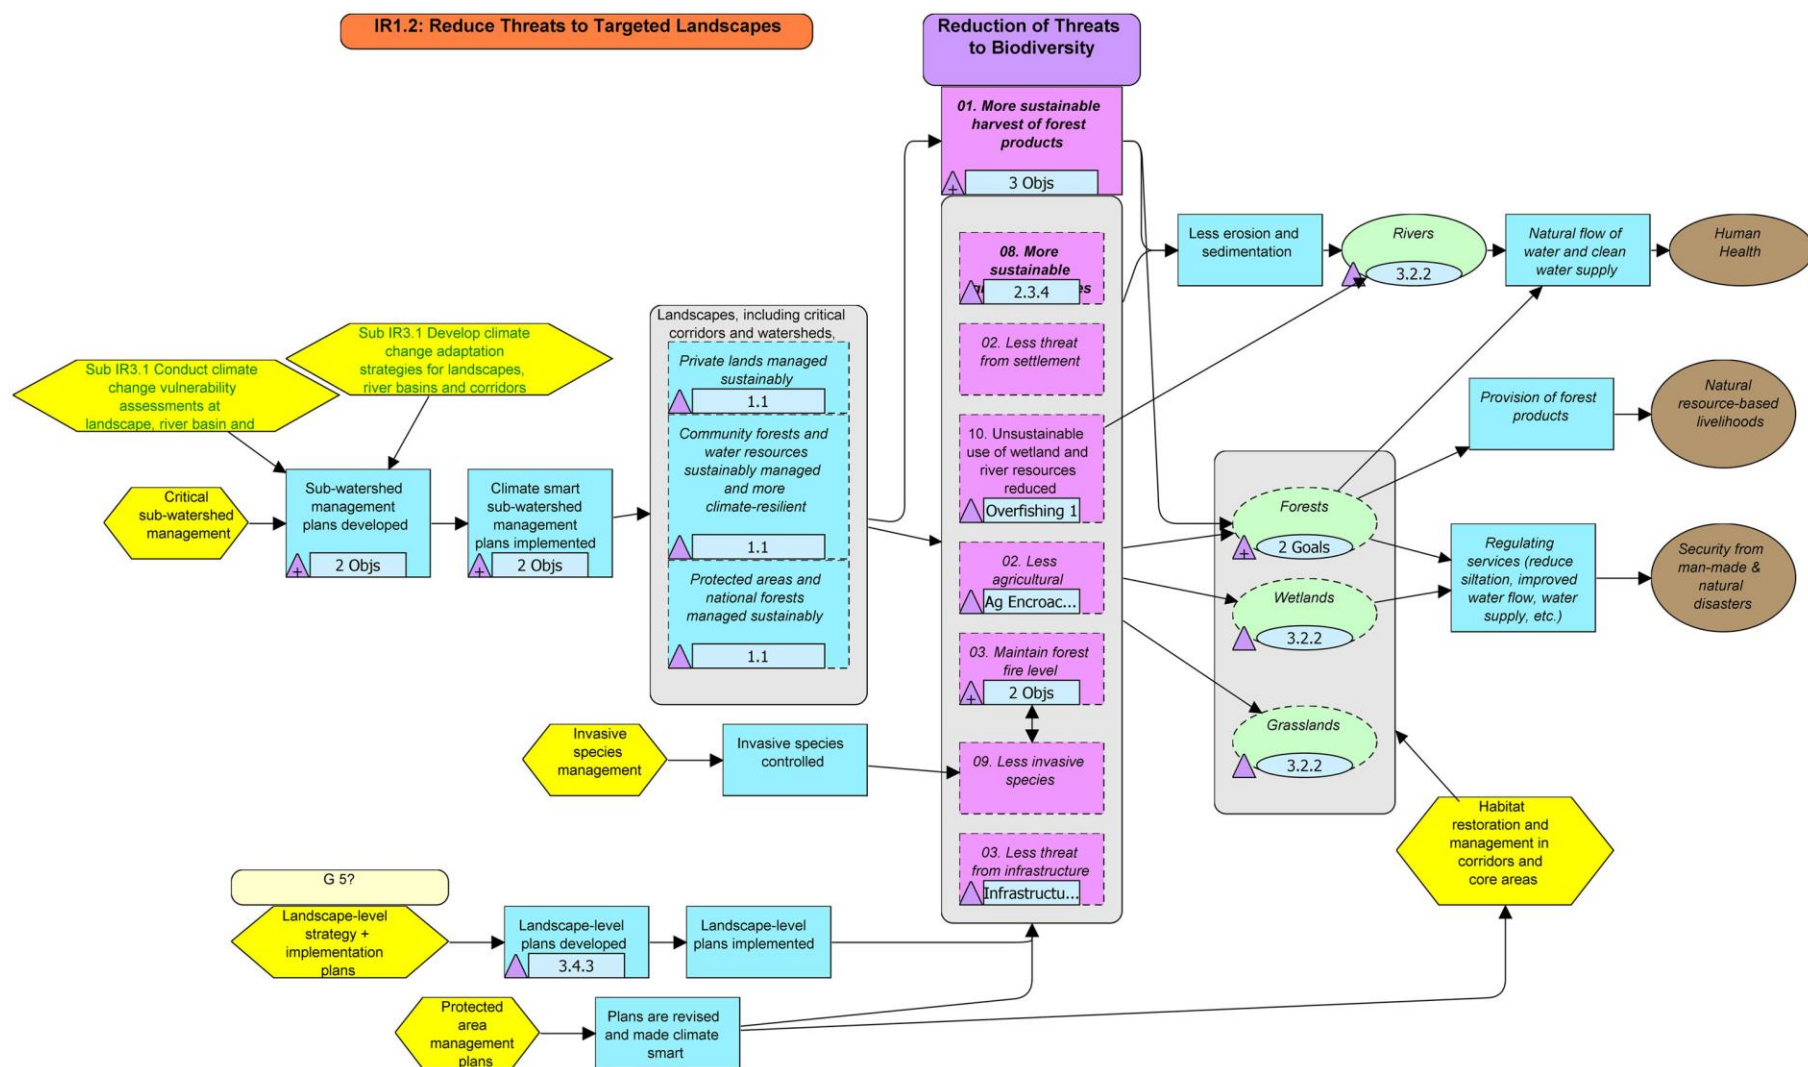 IR1.2: Reduce Threats to Targeted Landscapes
Reduction of Threats
to Biodiversity
01. More sustainable
harvest of forest
products
3 Objs
08. More
sustainable
2.3.4
02. Less threat
from settlement
10. Unsustainable
use of wetland and
river resources
reduced
Overfishing 1
02. Less
agricultural
Ag Encroac...
03. Maintain forest
fire level
2 Objs
09. Less invasive
species
03. Less threat
from infrastructure
Infrastructu...
Sub IR3.1 Conduct climate
change vulnerability
assessments at
landscape, river basin and
Sub IR3.1 Develop climate
change adaptation
strategies for landscapes,
river basins and corridors
Critical
sub-watershed
management
Sub-watershed
management
plans developed
2 Objs
Climate smart
sub-watershed
management
plans implemented
2 Objs
Landscapes, including critical
corridors and watersheds,
Private lands managed
sustainably
1.1
Community forests and
water resources
sustainably managed
and more
climate-resilient
1.1
Protected areas and
national forests
managed sustainably
1.1
Invasive
species
management
Invasive species
controlled
G 5?
Landscape-level
strategy +
implementation
plans
Landscape-level
plans developed
3.4.3
Landscape-level
plans implemented
Protected
area
management
plans
Plans are revised
and made climate
smart
Less erosion and
sedimentation
Rivers
3.2.2
Natural flow of
water and clean
water supply
Human
Health
Provision of forest
products
Natural
resource-based
livelihoods
Forests
2 Goals
Wetlands
3.2.2
Grasslands
3.2.2
Regulating
services (reduce
siltation, improved
water flow, water
supply, etc.)
Security from
man-made &
natural
disasters
Habitat
restoration and
management in
corridors and
core areas